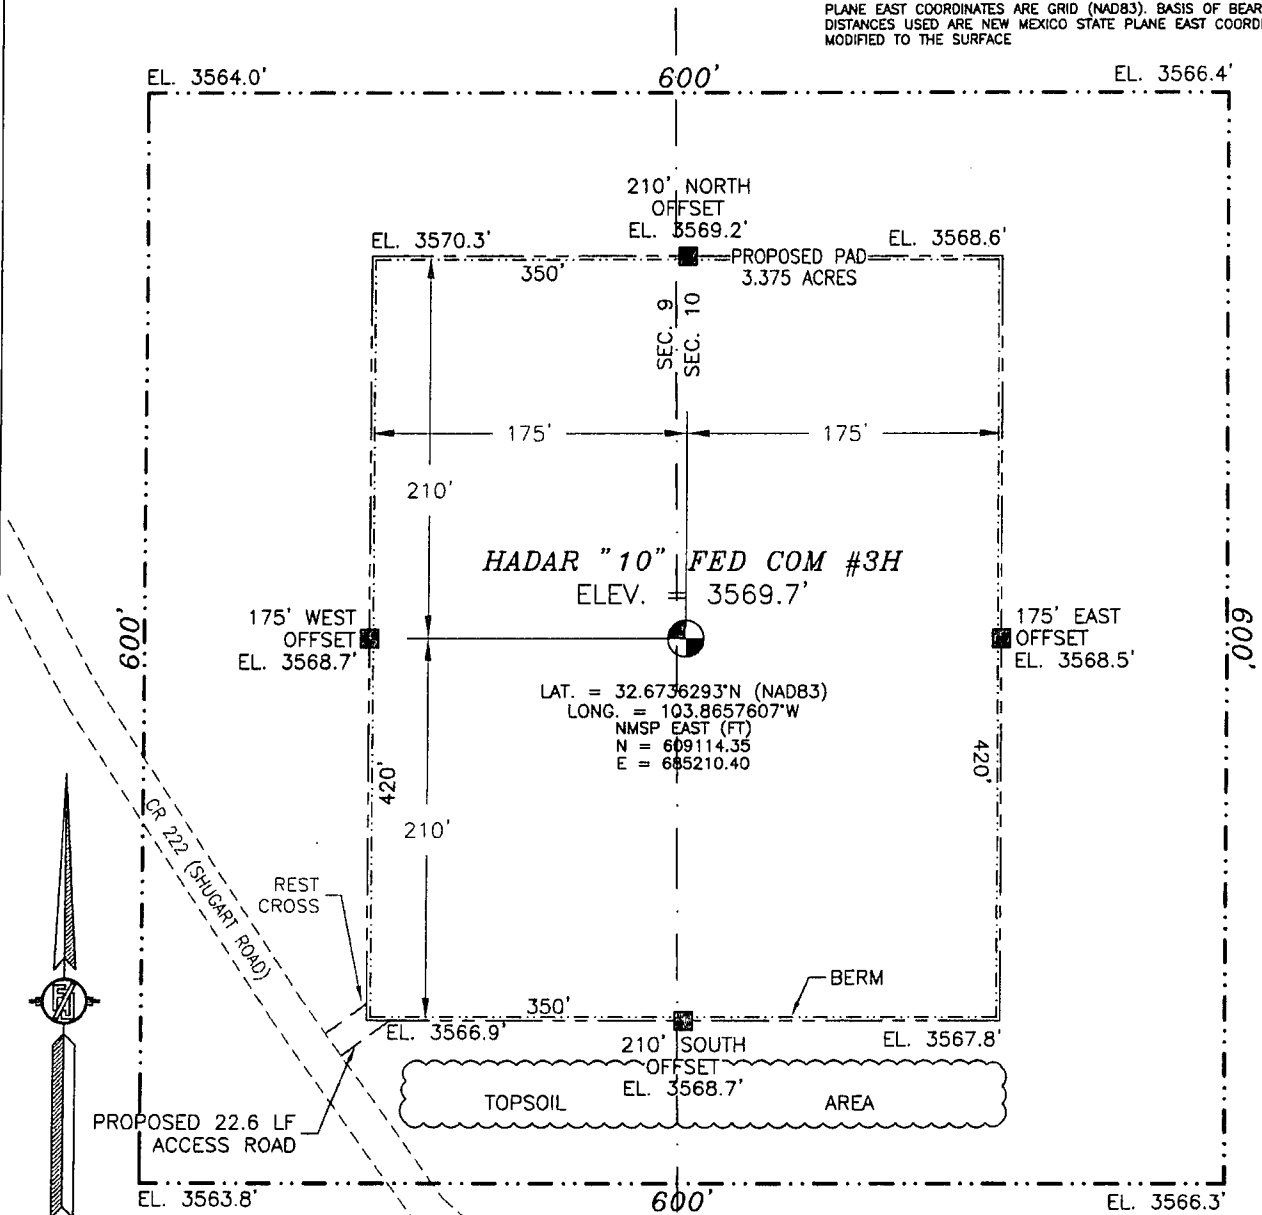 PLANE EAST COORDINATES ARE GRID (NAD83). BASIS OF BEAR
DISTANCES USED ARE NEW MEXICO STATE PLANE EAST COORDI
MODIFIED TO THE SURFACE
EL. 3564.0'
600'
EL. 3566.4'
210' NORTH
OFFSET
EL. 3569.2'
EL. 3570.3'
EL. 3568.6'
350'
PROPOSED PAD
3.375 ACRES
SEC. 9
SEC. 10
175'
175'
210'
HADAR "10" FED COM #3H
ELEV. = 3569.7'
175' WEST
OFFSET
EL. 3568.7'
175' EAST
OFFSET
EL. 3568.5'
600'
600'
LAT. = 32.6736293°N (NAD83)
LONG. = 103.8657607°W
NMSP EAST (FT)
N = 609114.35
E = 685210.40
420'
420'
210'
CR 222 (SHUGART ROAD)
REST
CROSS
BERM
350'
EL. 3566.9'
EL. 3567.8'
210' SOUTH
OFFSET
EL. 3568.7'
TOPSOIL
AREA
PROPOSED 22.6 LF
ACCESS ROAD
EL. 3563.8'
600'
EL. 3566.3'